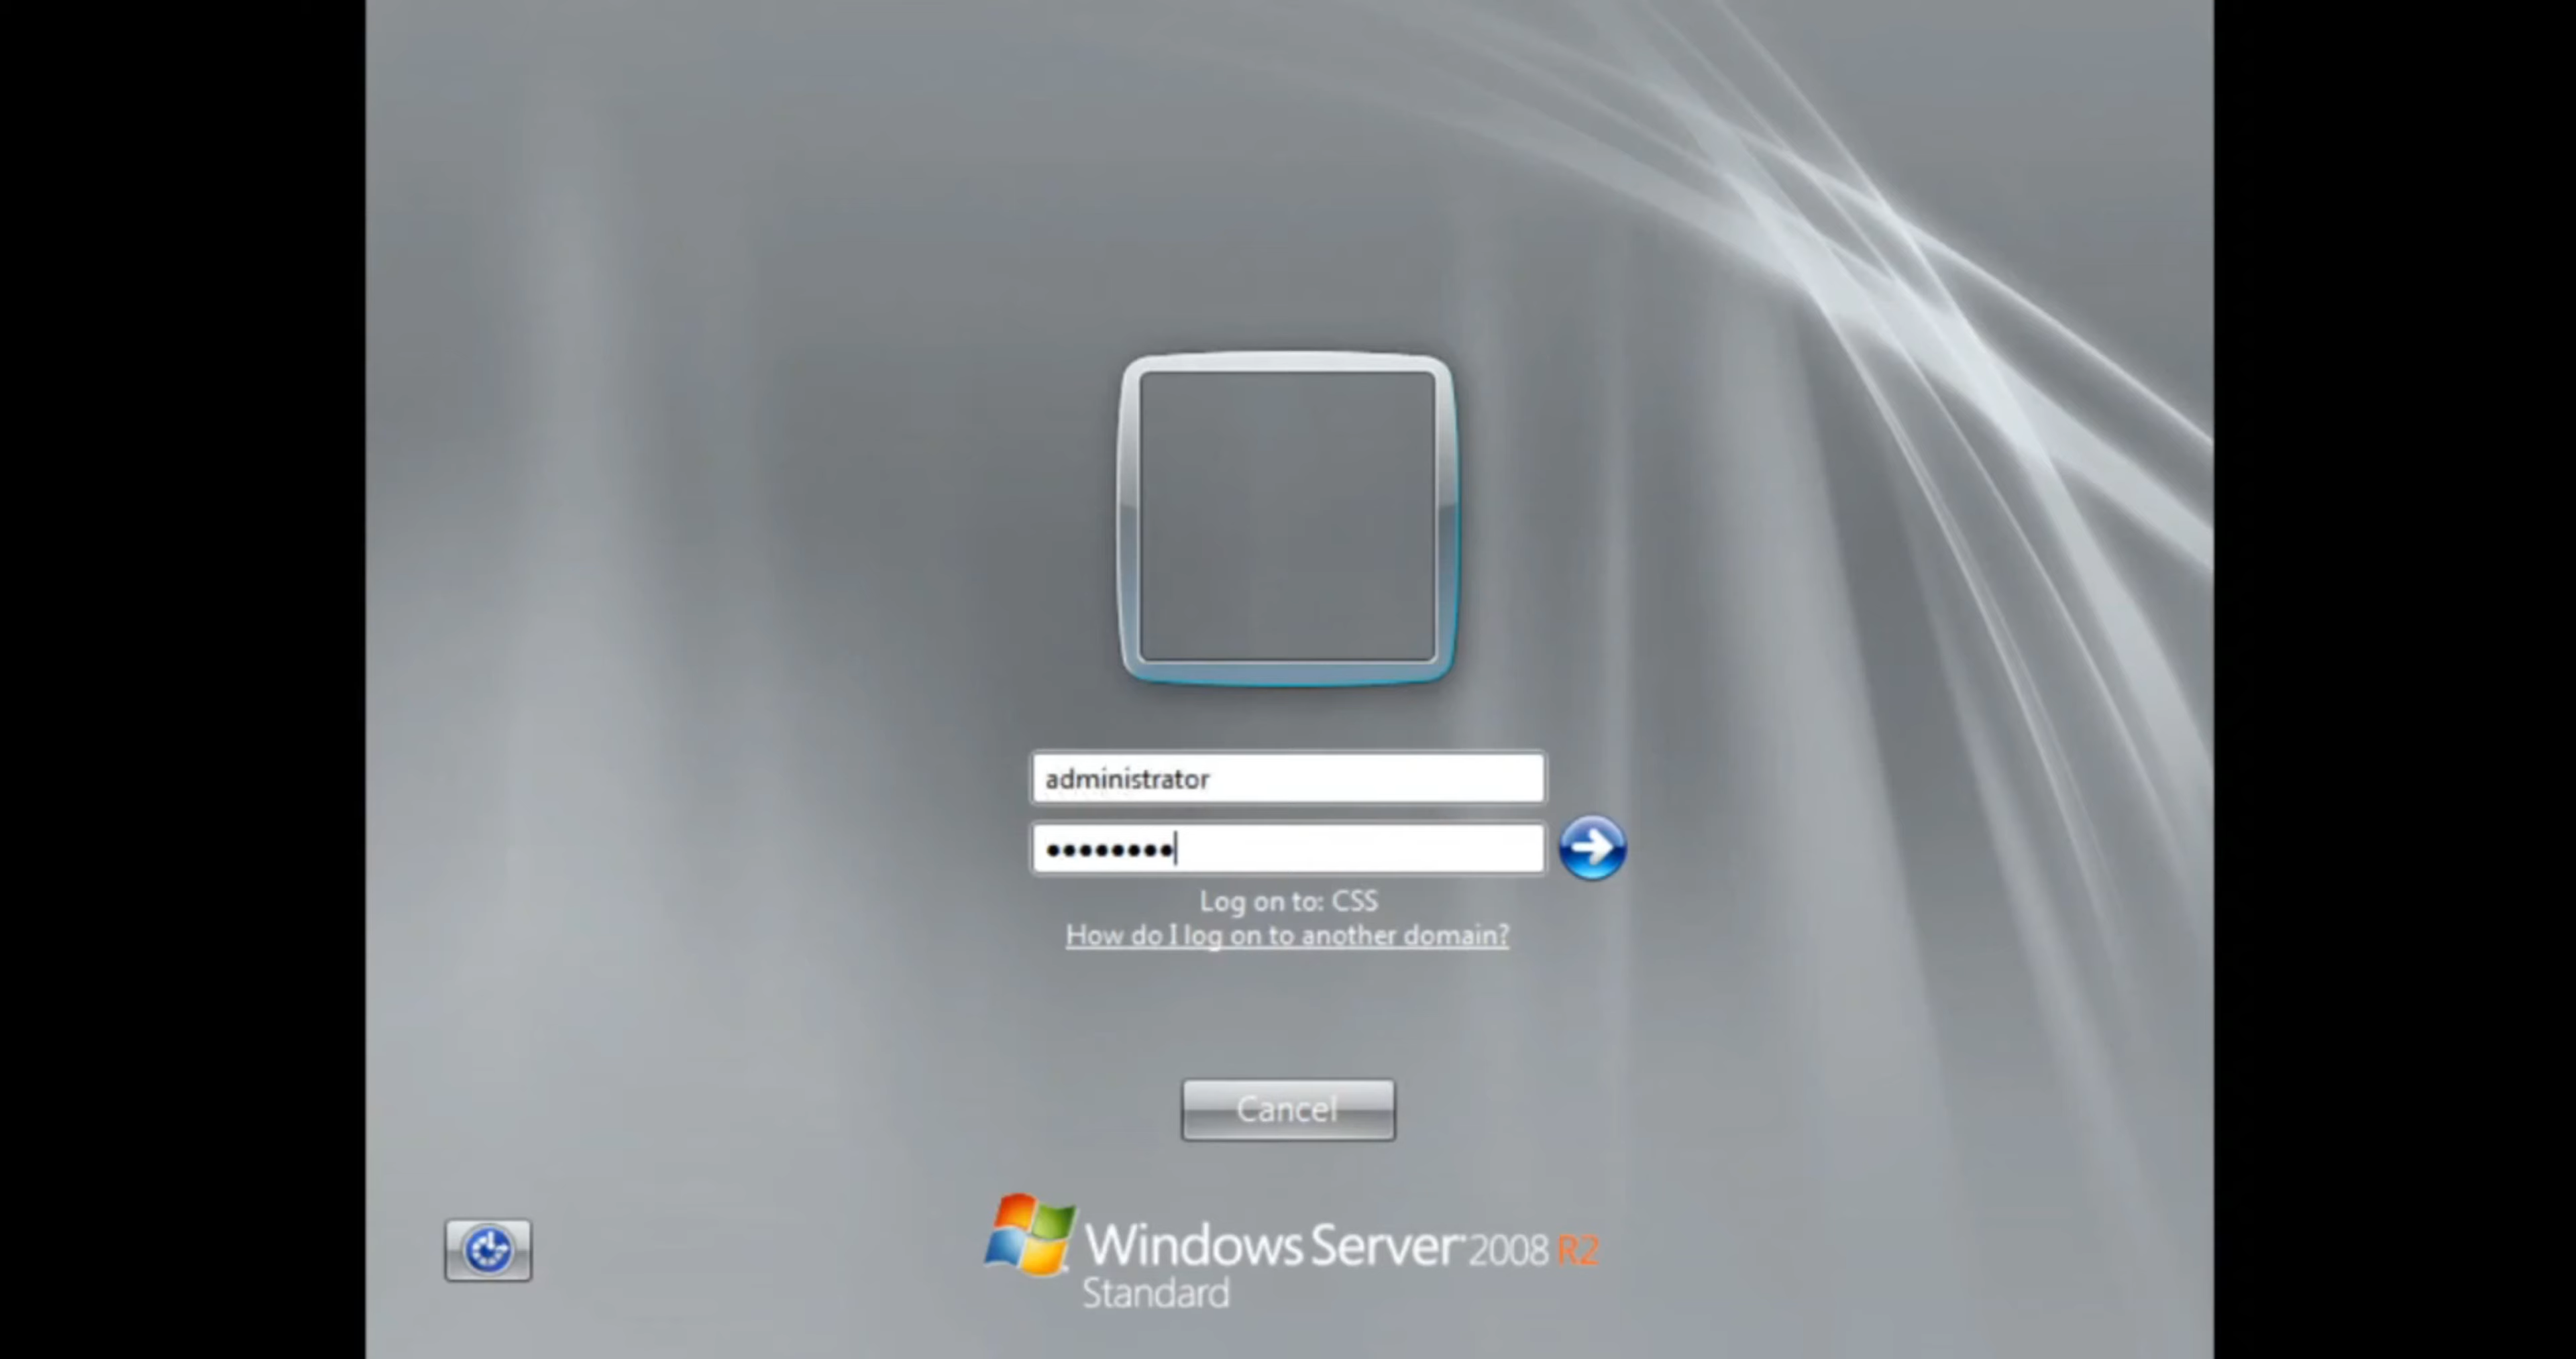 administrator
••••••••
Log on to: CSS
How do I log on to another domain?
Cancel
Windows Server 2008 R2
Standard